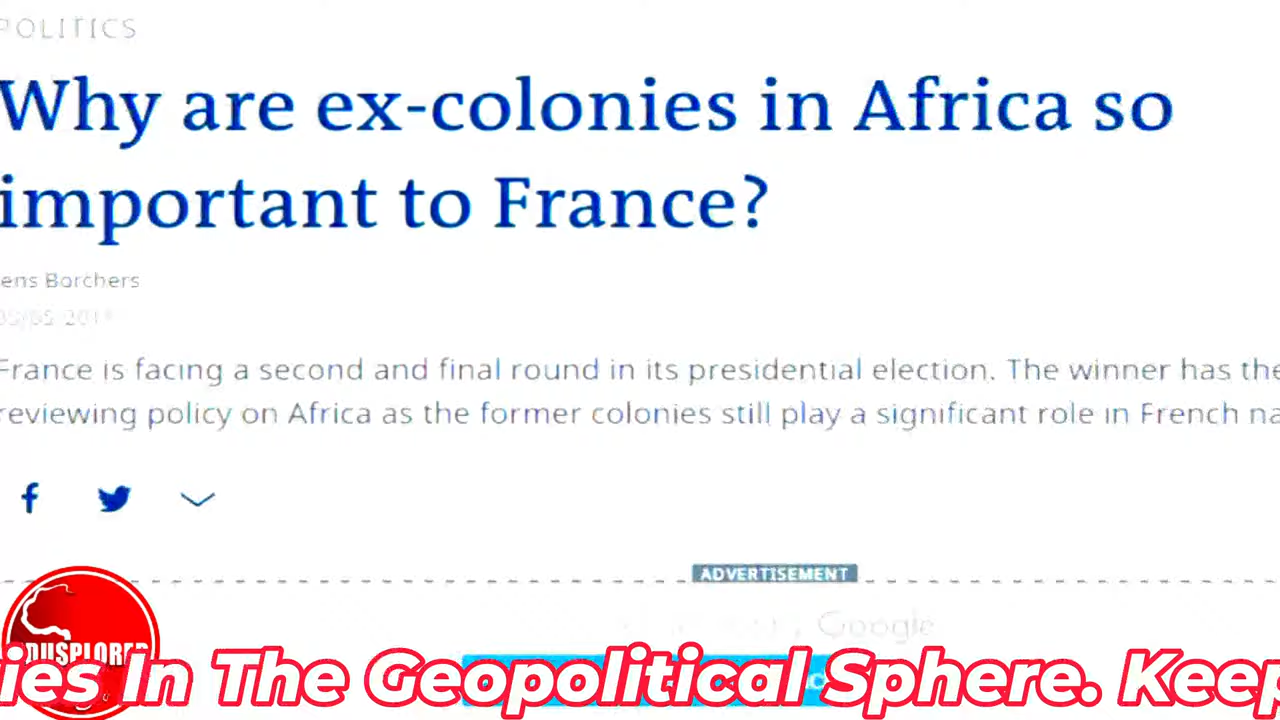 POLITICS
Why are ex-colonies in Africa so
important to France?
ens Borchers
France is facing a second and final round in its presidential election. The winner has the
reviewing policy on Africa as the former colonies still play a significant role in French na
ADVERTISEMENT
Google
ies In The Geopolitical Sphere. Keep